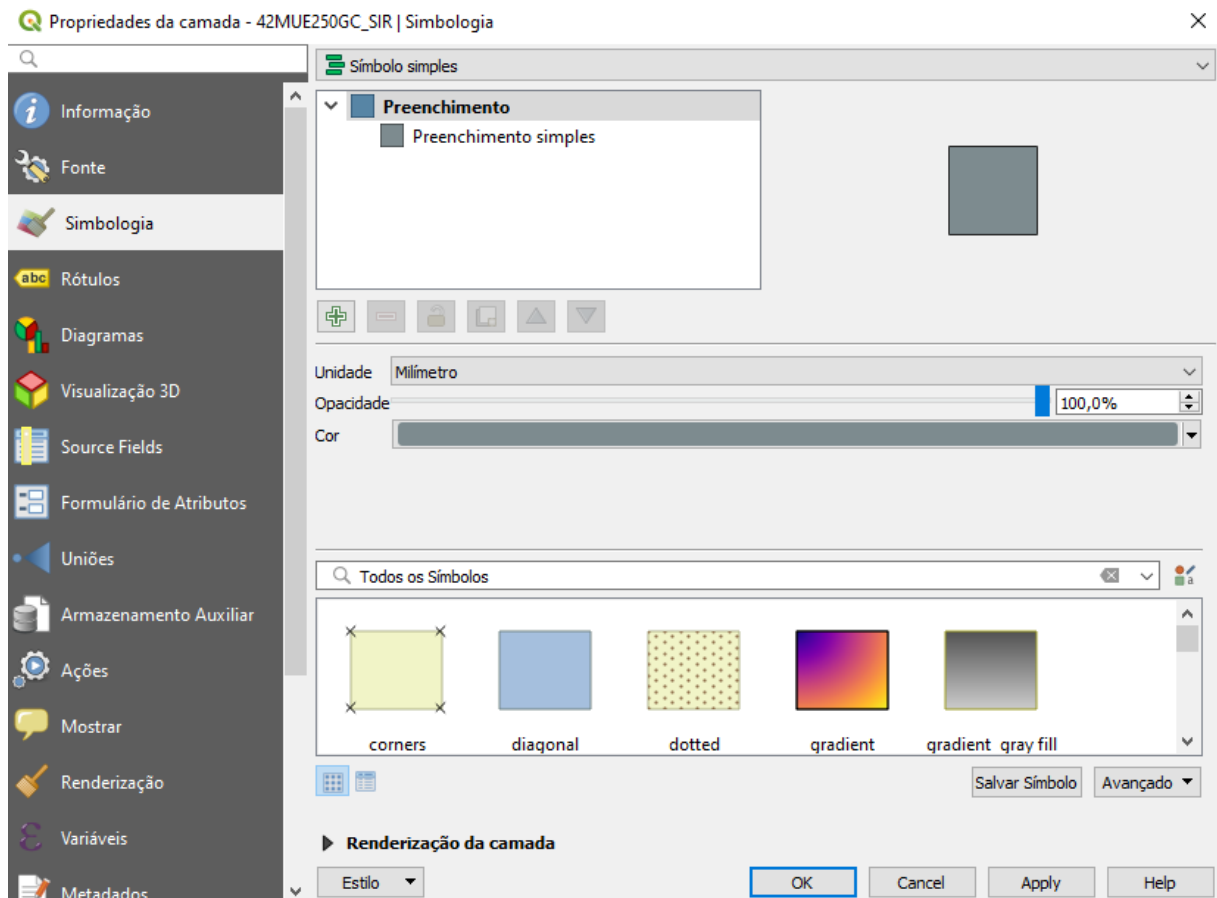 Propriedades da camada - 42MUE250GC_SIR | Simbologia
Informação
Fonte
Simbologia
abc Rótulos
Diagramas
Visualização 3D
Source Fields
Formulário de Atributos
Uniões
Armazenamento Auxiliar
Ações
Mostrar
Renderização
Variáveis
Metadados
Símbolo simples
Preenchimento
Preenchimento simples
Unidade Milímetro
Opacidade 100,0%
Cor
Todos os Símbolos
corners diagonal dotted gradient gradient gray fill
Salvar Símbolo Avançado
Renderização da camada
Estilo OK Cancel Apply Help